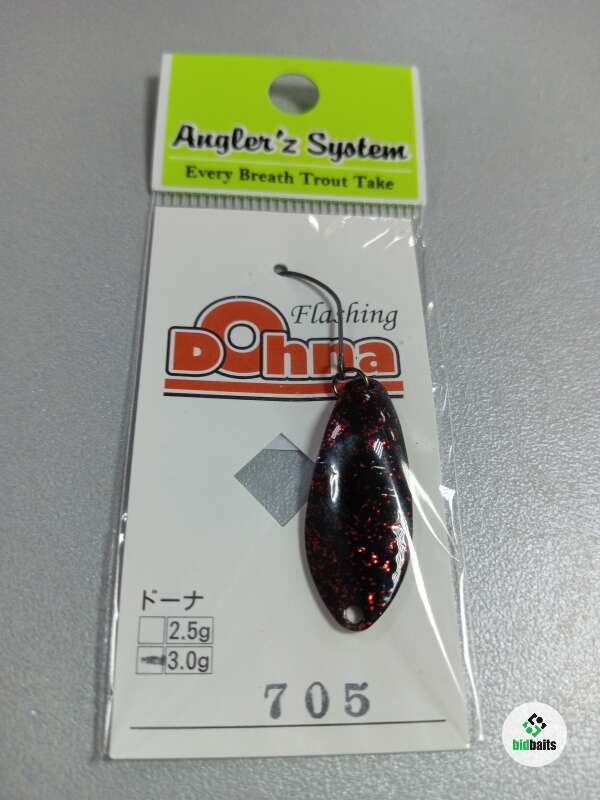 Angler'z System
Every Breath Trout Take
Flashing
DOhna
ドーナ
2.5g
3.0g
705
bidbaits